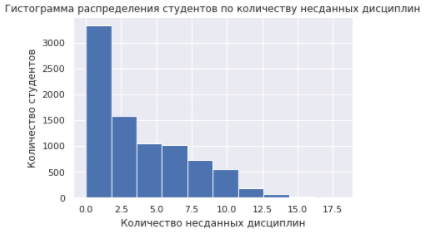 Гистограмма распределения студентов по количеству несданных дисциплин
Количество студентов
3000
2500
2000
1500
1000
500
0
0.0 2.5 5.0 7.5 10.0 12.5 15.0 17.5
Количество несданных дисциплин